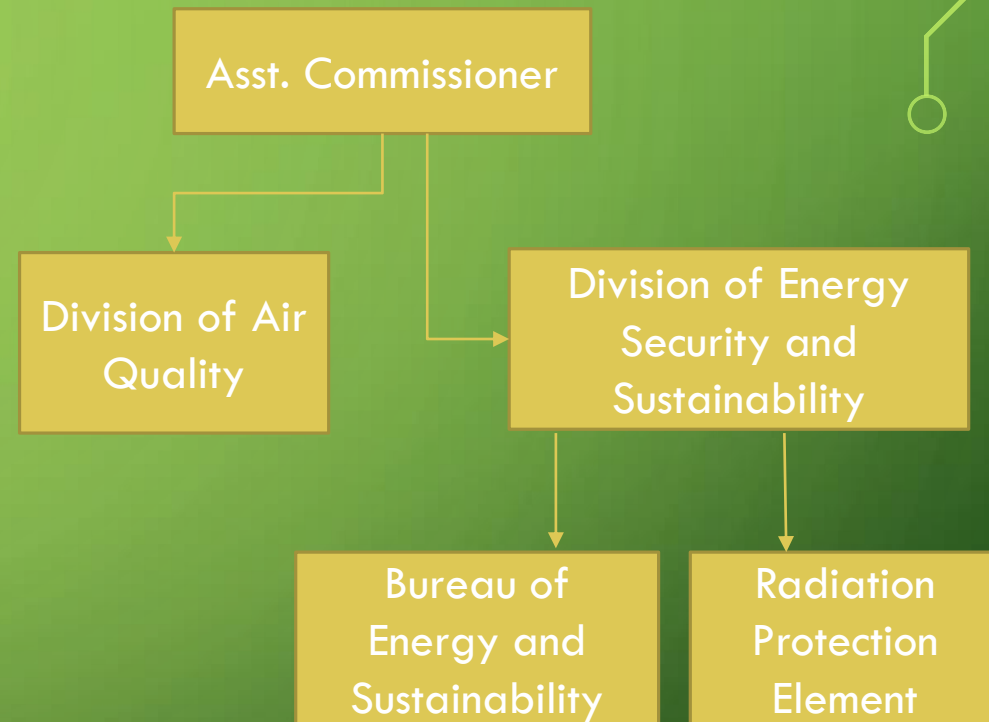 Asst. Commissioner
Division of Air
Quality
Division of Energy
Security and
Sustainability
Bureau of
Energy and
Sustainability
Radiation
Protection
Element